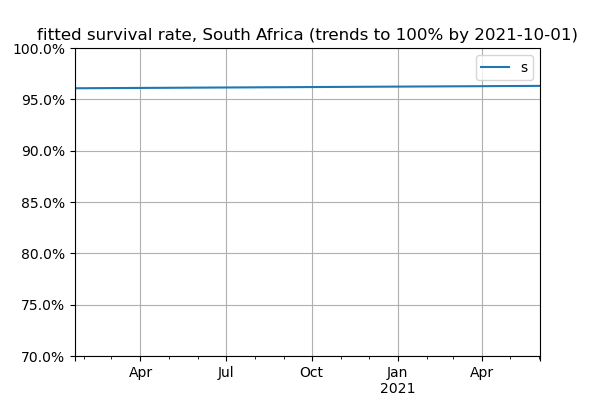 fitted survival rate, South Africa (trends to 100% by 2021-10-01)
100.0%
s
95.0%
90.0%
85.0%
80.0%
75.0%
70.0%
Apr Jul Oct Jan Apr
2021